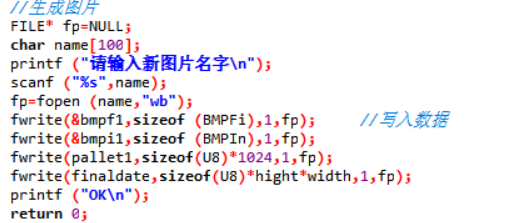 //生成图片
FILE* fp=NULL;
char name[100];
printf ("请输入新图片名字\n");
scanf ("%s",name);
fp=fopen (name,"wb");
fwrite(&bmpf1,sizeof (BMPFi),1,fp);    //写入数据
fwrite(&bmpi1,sizeof (BMPIn),1,fp);
fwrite(pallet1,sizeof(U8)*1024,1,fp);
fwrite(finaldate,sizeof(U8)*hight*width,1,fp);
printf ("OK\n");
return 0;